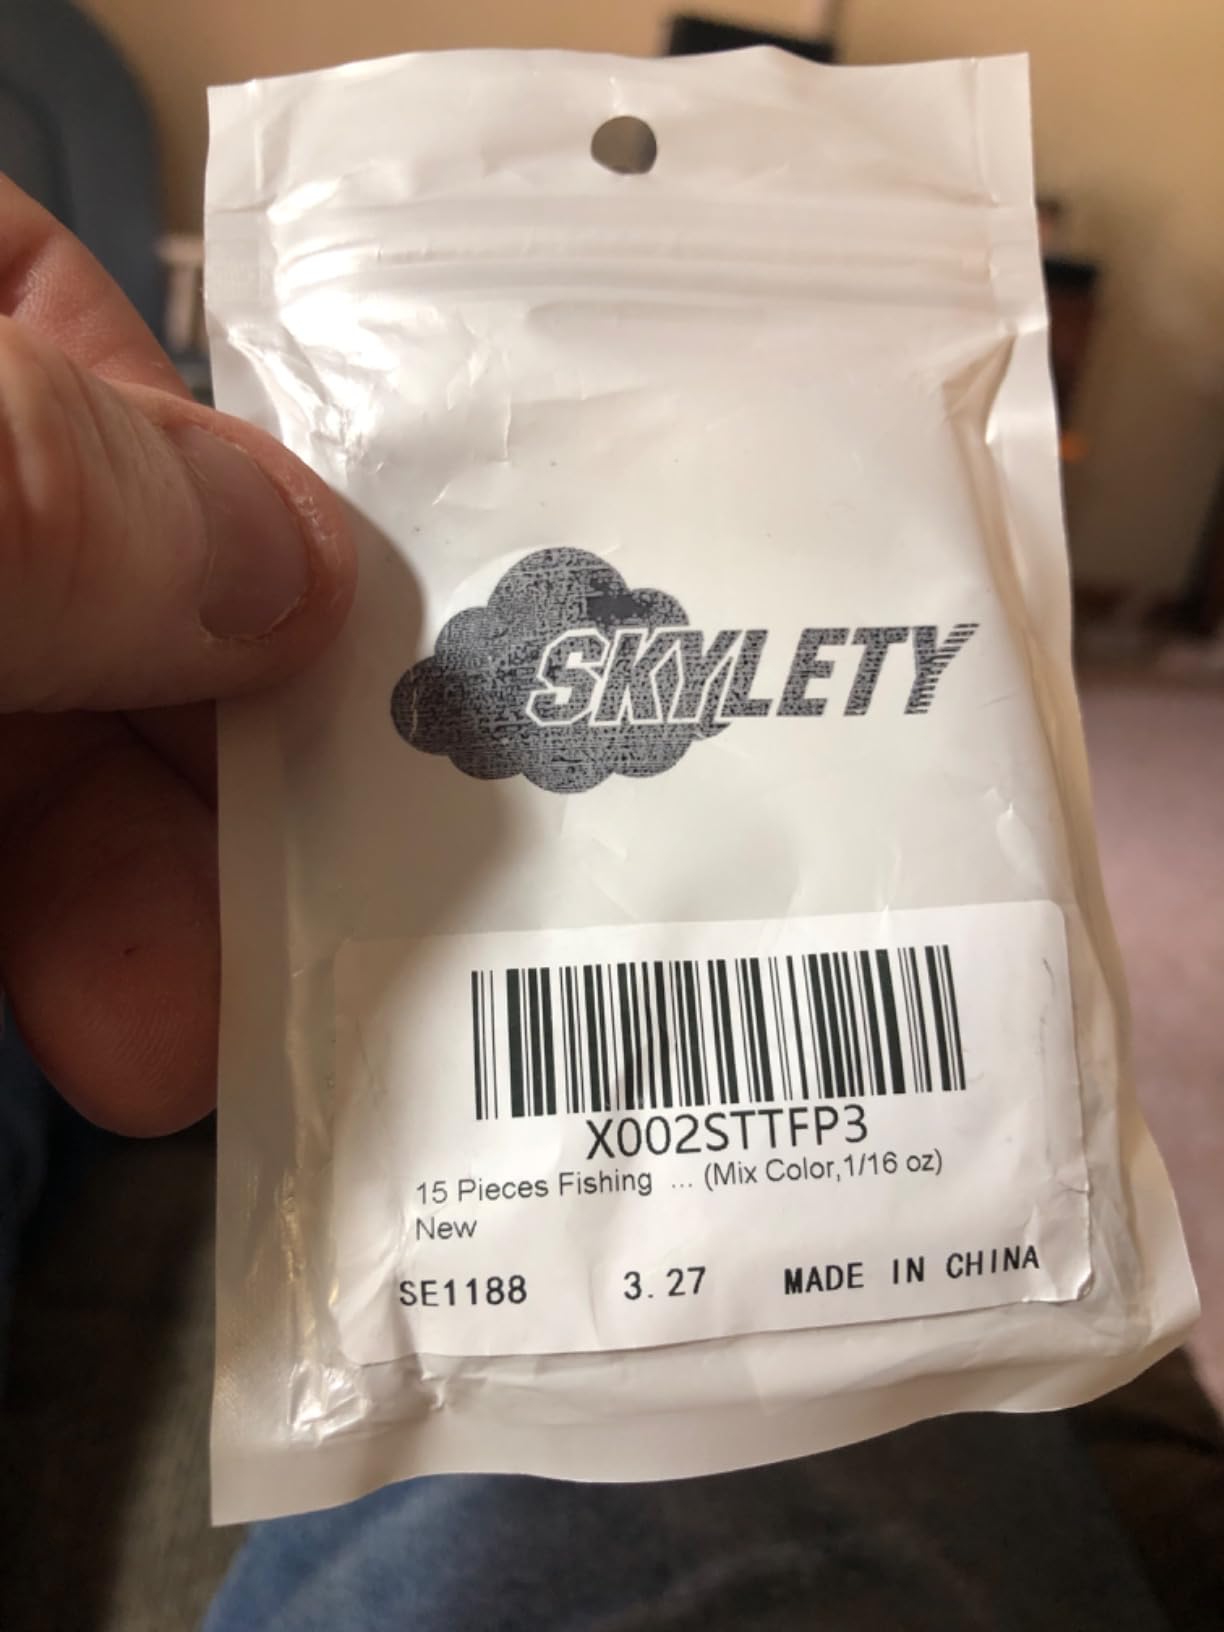 SKYLETY
X002STTFP3
15 Pieces Fishing ... (Mix Color,1/16 oz)
New
SE1188 3.27 MADE IN CHINA